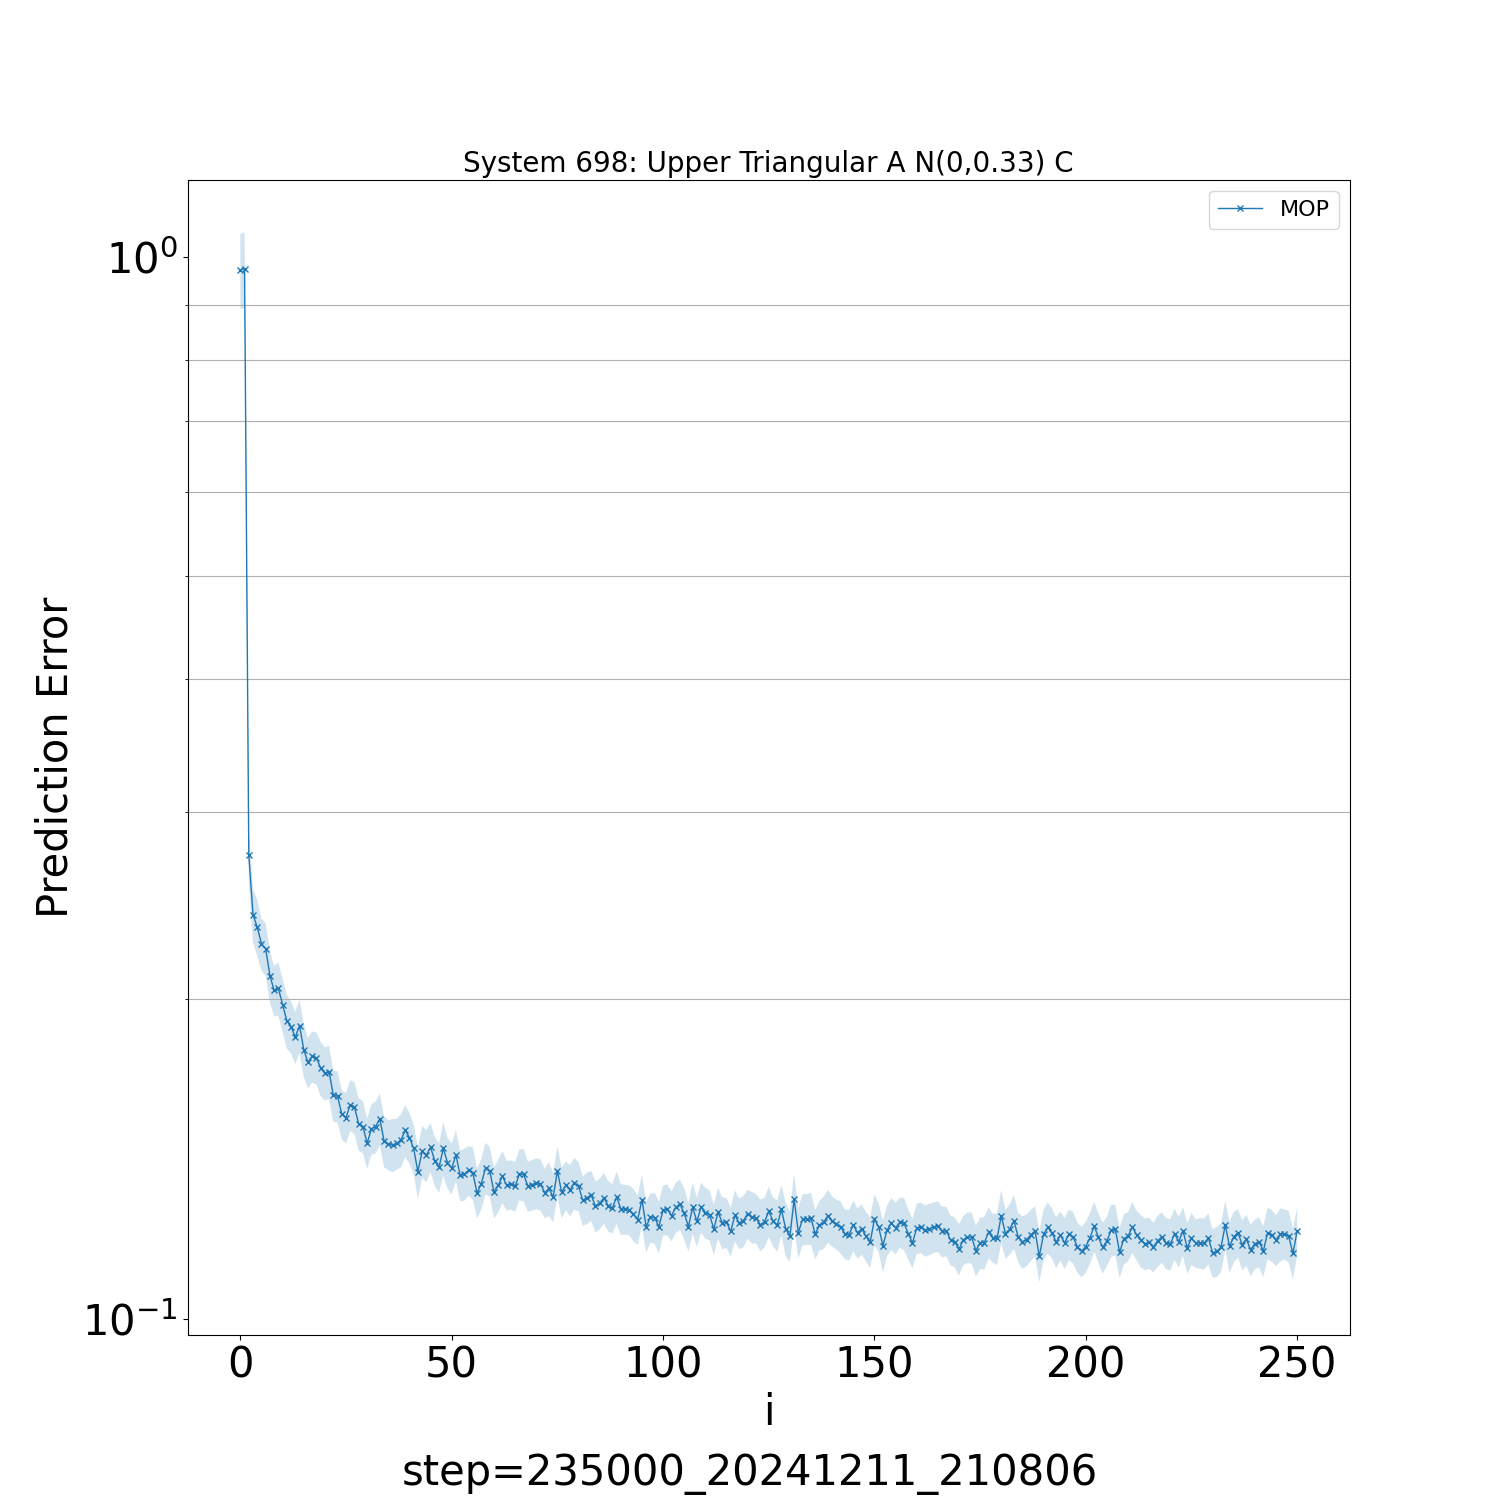 System 698: Upper Triangular A N(0,0.33) C
MOP
10⁰
10⁻¹
Prediction Error
0 50 100 150 200 250
i
step=235000_20241211_210806